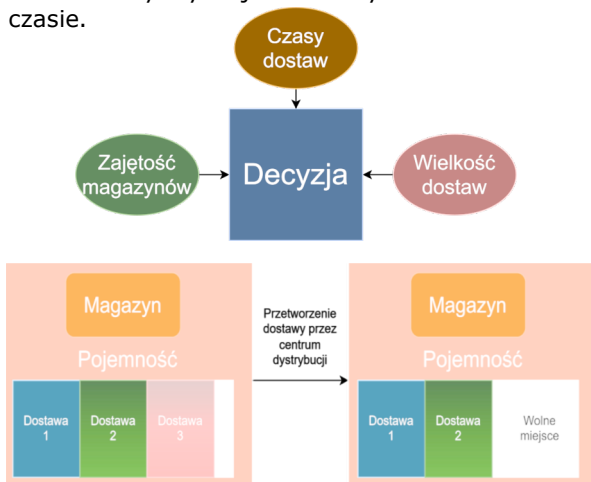 czasie.
Czasy
dostaw
Zajętość
magazynów
Decyzja
Wielkość
dostaw
Magazyn
Pojemność
Dostawa
1
Dostawa
2
Dostawa
3
Przetworzenie
dostawy przez
centrum
dystrybucji
Magazyn
Pojemność
Dostawa
1
Dostawa
2
Wolne
miejsce